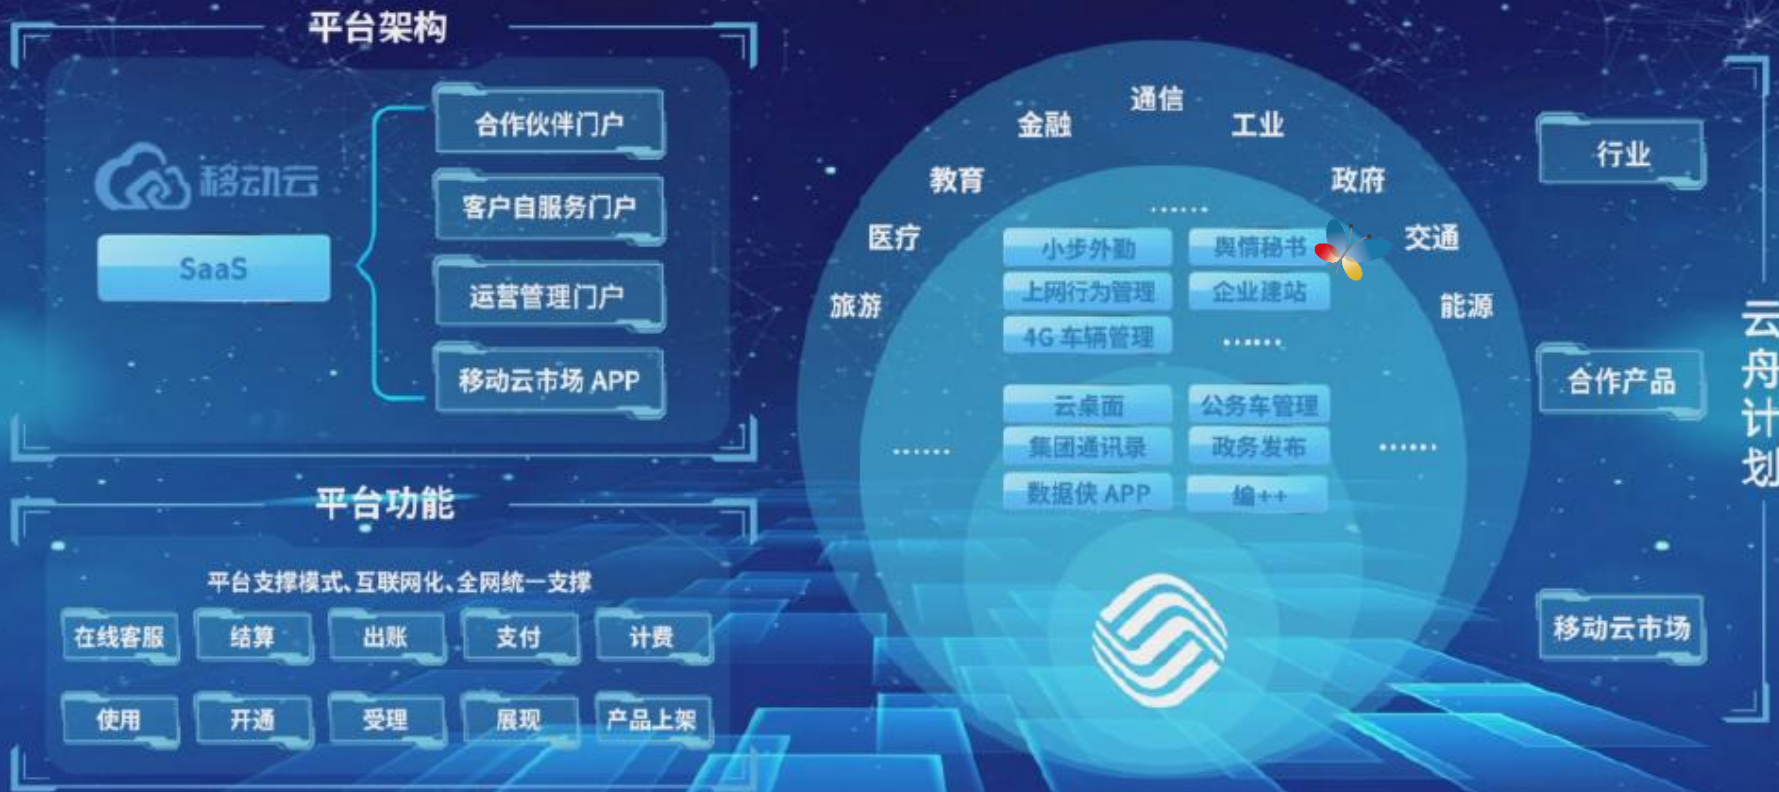 平台架构
移动云
SaaS
合作伙伴门户
客户自服务门户
运营管理门户
移动云市场 APP
平台功能
平台支撑模式、互联网化、全网统一支撑
在线客服 结算 出账 支付 计费
使用 开通 受理 展现 产品上架
通信
金融 工业
教育 政府
医疗 交通
旅游 能源
……
小步外勤 舆情秘书
上网行为管理 企业建站
4G 车辆管理 ……
云桌面 公务车管理
…… 集团通讯录 政务发布 ……
数据侠 APP 编++
行业
合作产品
移动云市场
云舟计划